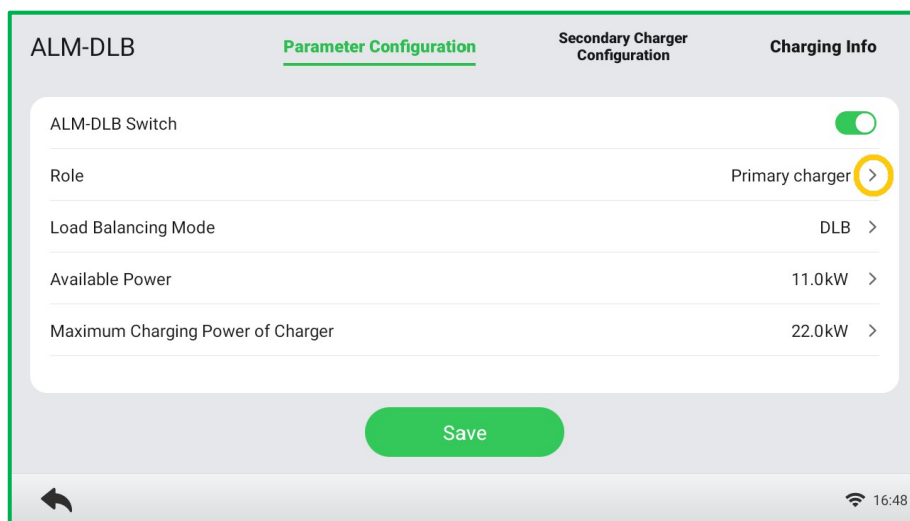 ALM-DLB
Parameter Configuration
Secondary Charger
Configuration
Charging Info
ALM-DLB Switch
Role
Primary charger
Load Balancing Mode
DLB
Available Power
11.0kW
Maximum Charging Power of Charger
22.0kW
Save
16:48